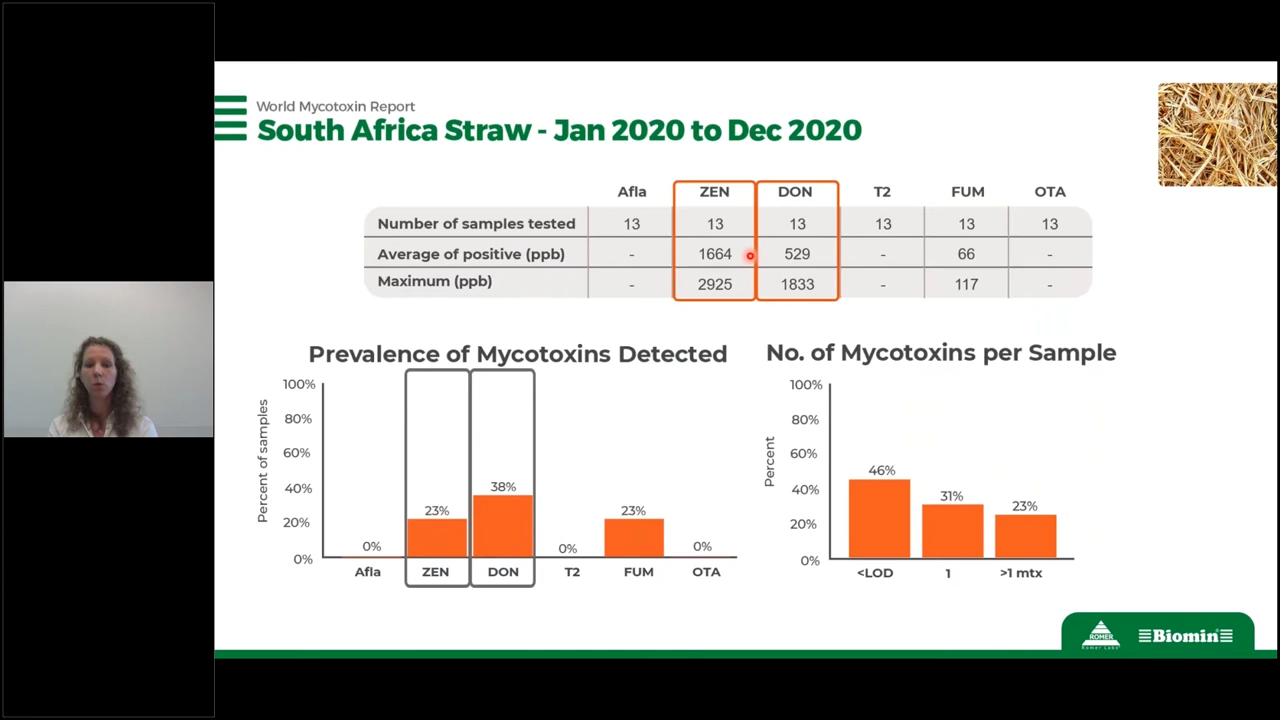 World Mycotoxin Report
South Africa Straw - Jan 2020 to Dec 2020
Afla ZEN DON T2 FUM OTA
Number of samples tested 13 13 13 13 13 13
Average of positive (ppb) - 1664 529 - 66 -
Maximum (ppb) - 2925 1833 - 117 -
Prevalence of Mycotoxins Detected
Percent of samples
100%
80%
60%
40%
20%
0%
0% 23% 38% 0% 23% 0%
Afla ZEN DON T2 FUM OTA
No. of Mycotoxins per Sample
Percent
100%
80%
60%
40%
20%
0%
46% 31% 23%
<LOD 1 >1 mtx
ROMER
Romer Labs
Biomin